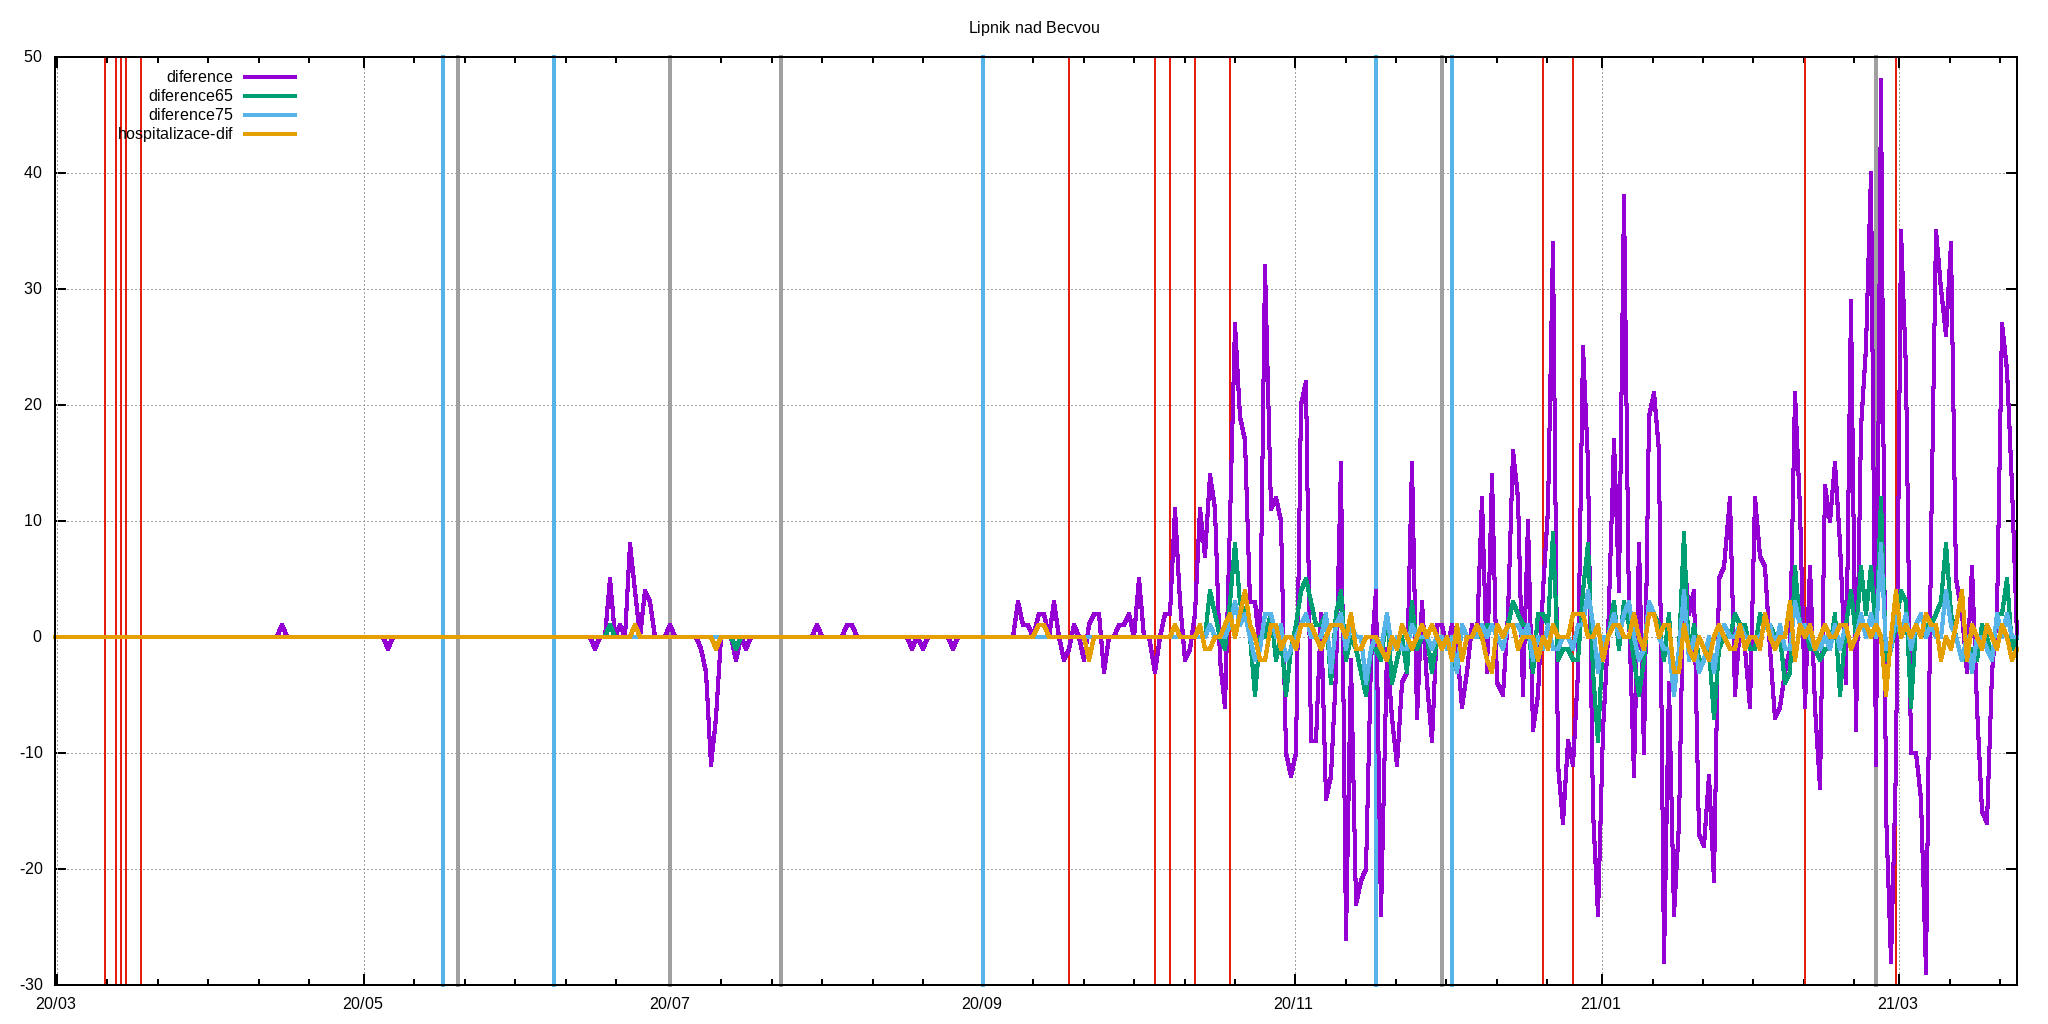 Lipnik nad Becvou
diference
diference65
diference75
hospitalizace-dif
50
40
30
20
10
0
-10
-20
-30
20/03 20/05 20/07 20/09 20/11 21/01 21/03